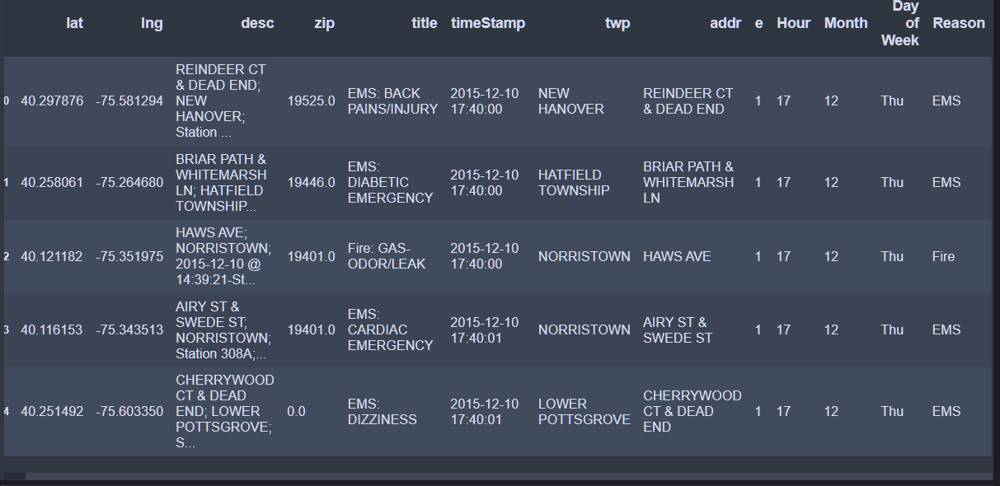 lat lng desc zip title timeStamp twp addr e Hour Month Day of Week Reason
0 40.297876 -75.581294 REINDEER CT & DEAD END; NEW HANOVER; Station ... 19525.0 EMS: BACK PAINS/INJURY 2015-12-10 17:40:00 NEW HANOVER REINDEER CT & DEAD END 1 17 12 Thu EMS
1 40.258061 -75.264680 BRIAR PATH & WHITEMARSH LN; HATFIELD TOWNSHIP... 19446.0 EMS: DIABETIC EMERGENCY 2015-12-10 17:40:00 HATFIELD TOWNSHIP BRIAR PATH & WHITEMARSH LN 1 17 12 Thu EMS
2 40.121182 -75.351975 HAWS AVE; NORRISTOWN; 2015-12-10 @ 14:39:21-St... 19401.0 Fire: GAS-ODOR/LEAK 2015-12-10 17:40:00 NORRISTOWN HAWS AVE 1 17 12 Thu Fire
3 40.116153 -75.343513 AIRY ST & SWEDE ST; NORRISTOWN; Station 308A;... 19401.0 EMS: CARDIAC EMERGENCY 2015-12-10 17:40:01 NORRISTOWN AIRY ST & SWEDE ST 1 17 12 Thu EMS
4 40.251492 -75.603350 CHERRYWOOD CT & DEAD END; LOWER POTTSGROVE; S... 0.0 EMS: DIZZINESS 2015-12-10 17:40:01 LOWER POTTSGROVE CHERRYWOOD CT & DEAD END 1 17 12 Thu EMS